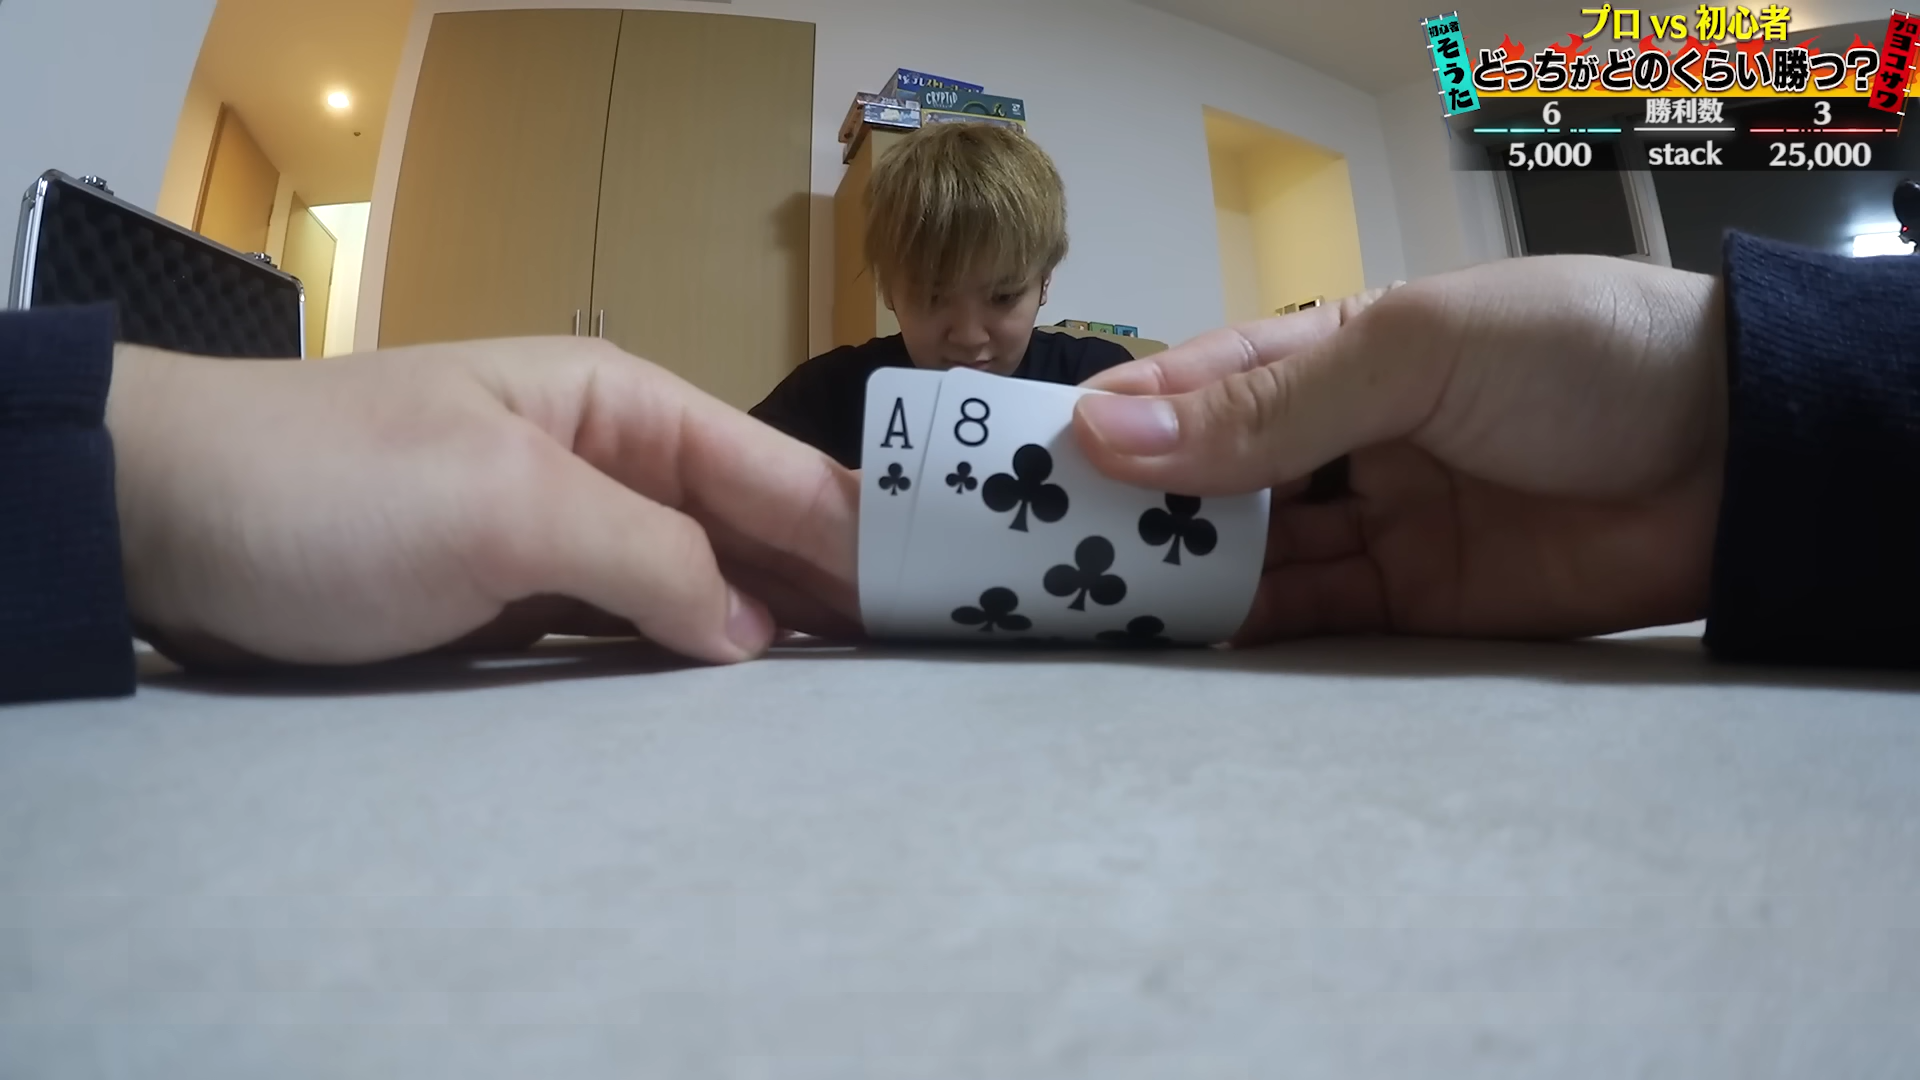 プロ vs 初心者
初心者
そうた
どっちがどのくらい勝つ?
プロ
ヨコサワ
6 勝利数 3
5,000 stack 25,000
CRYPTID
A 8